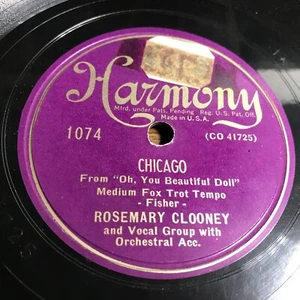 Harmony
Mfrd. under Pats. Pending Reg. U.S. Pat. Off.
Made in U.S.A.
1074
(CO 41725)
CHICAGO
From "Oh, You Beautiful Doll"
Medium Fox Trot Tempo
- Fisher -
ROSEMARY CLOONEY
and Vocal Group with
Orchestral Acc.